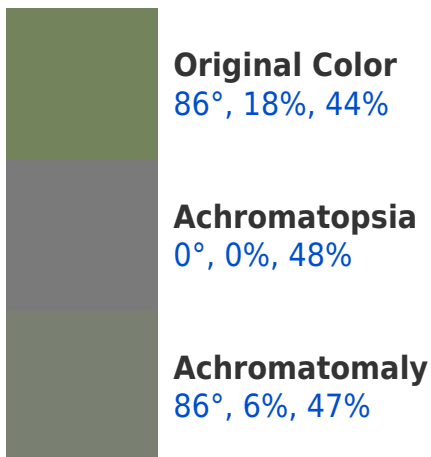 Original Color
86°, 18%, 44%
Achromatopsia
0°, 0%, 48%
Achromatomaly
86°, 6%, 47%